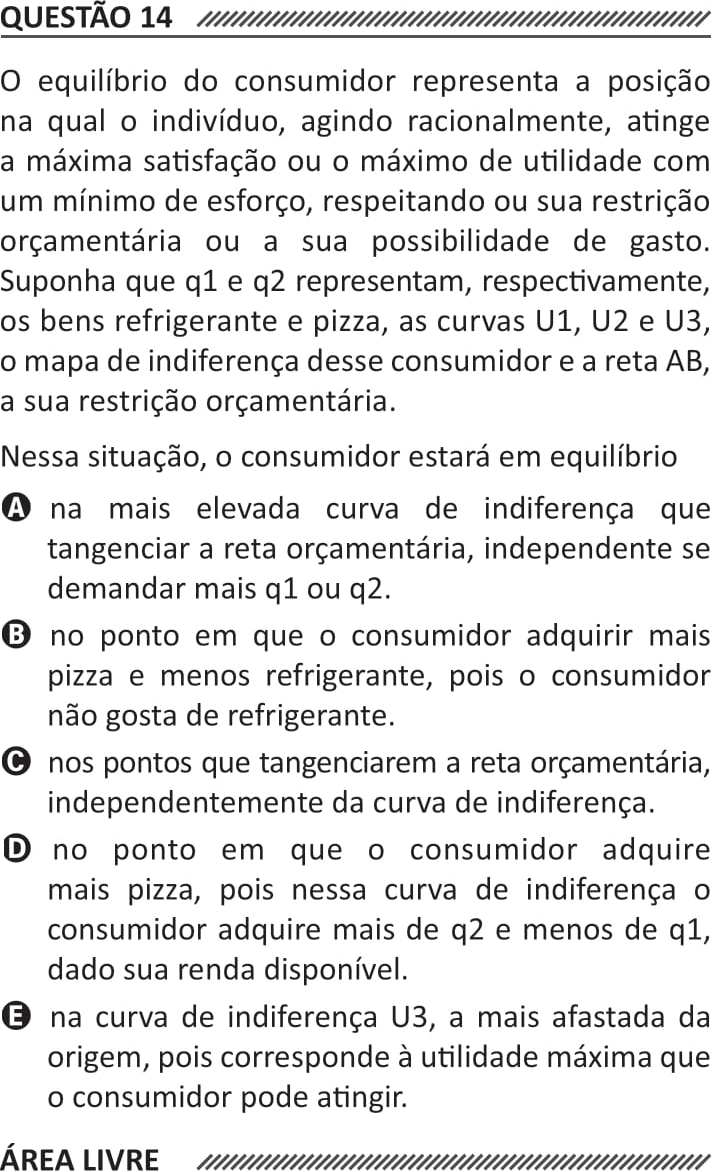 QUESTÃO 14
O equilíbrio do consumidor representa a posição
na qual o indivíduo, agindo racionalmente, atinge
a máxima satisfação ou o máximo de utilidade com
um mínimo de esforço, respeitando ou sua restrição
orçamentária ou a sua possibilidade de gasto.
Suponha que q1 e q2 representam, respectivamente,
os bens refrigerante e pizza, as curvas U1, U2 e U3,
o mapa de indiferença desse consumidor e a reta AB,
a sua restrição orçamentária.
Nessa situação, o consumidor estará em equilíbrio
A na mais elevada curva de indiferença que
tangenciar a reta orçamentária, independente se
demandar mais q1 ou q2.
B no ponto em que o consumidor adquirir mais
pizza e menos refrigerante, pois o consumidor
não gosta de refrigerante.
C nos pontos que tangenciarem a reta orçamentária,
independentemente da curva de indiferença.
D no ponto em que o consumidor adquire
mais pizza, pois nessa curva de indiferença o
consumidor adquire mais de q2 e menos de q1,
dado sua renda disponível.
E na curva de indiferença U3, a mais afastada da
origem, pois corresponde à utilidade máxima que
o consumidor pode atingir.
ÁREA LIVRE